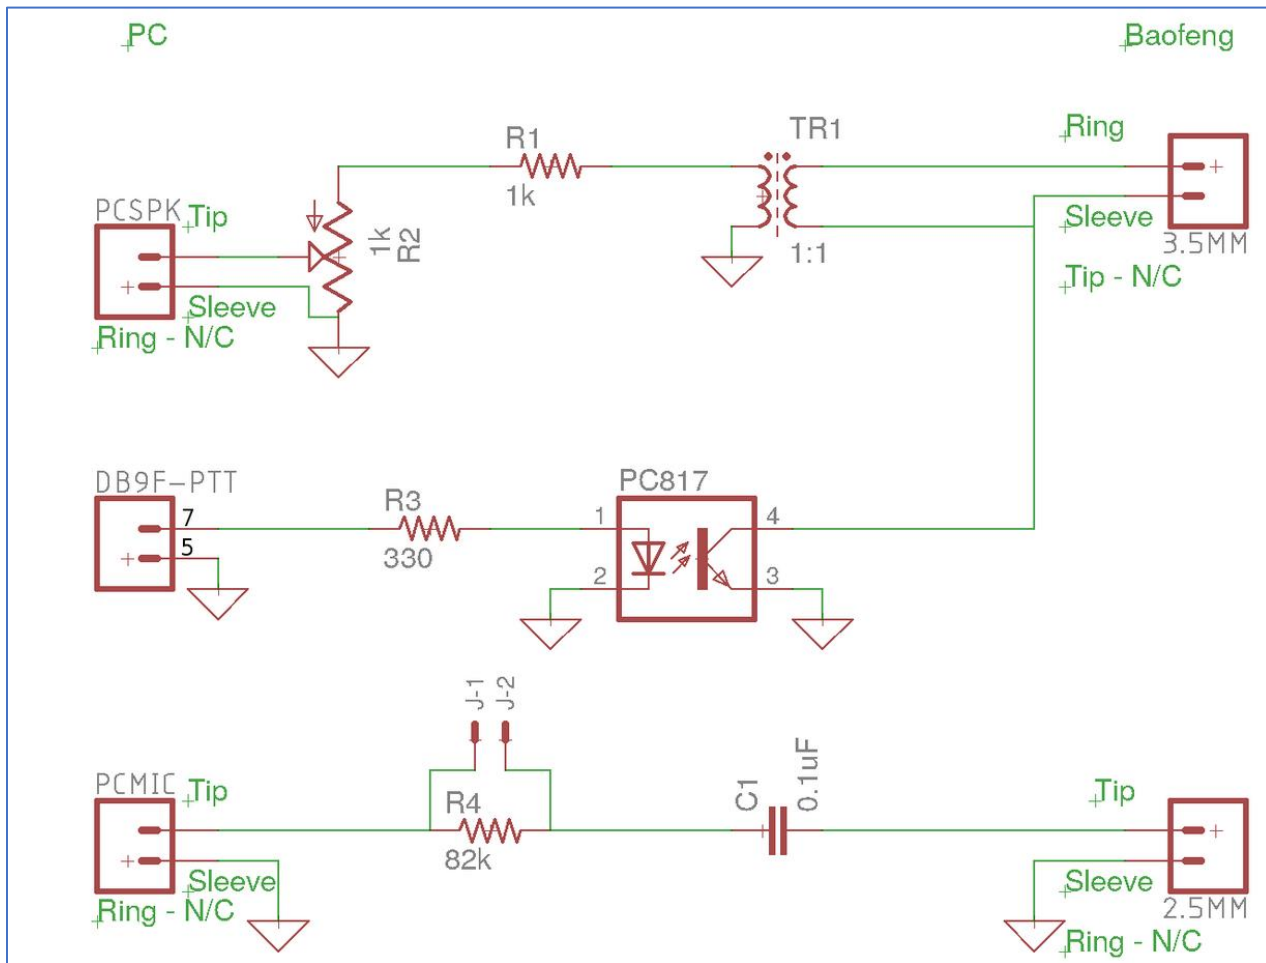 PC
Baofeng
R1
1k
TR1
1:1
Ring
Sleeve
3.5MM
Tip - N/C
PCSPK
Tip
Sleeve
Ring - N/C
1k
R2
DB9F-PTT
7
5
R3
330
PC817
1
2
4
3
J-1
J-2
PCMIC
Tip
Sleeve
Ring - N/C
R4
82k
C1
0.1uF
Tip
Sleeve
2.5MM
Ring - N/C